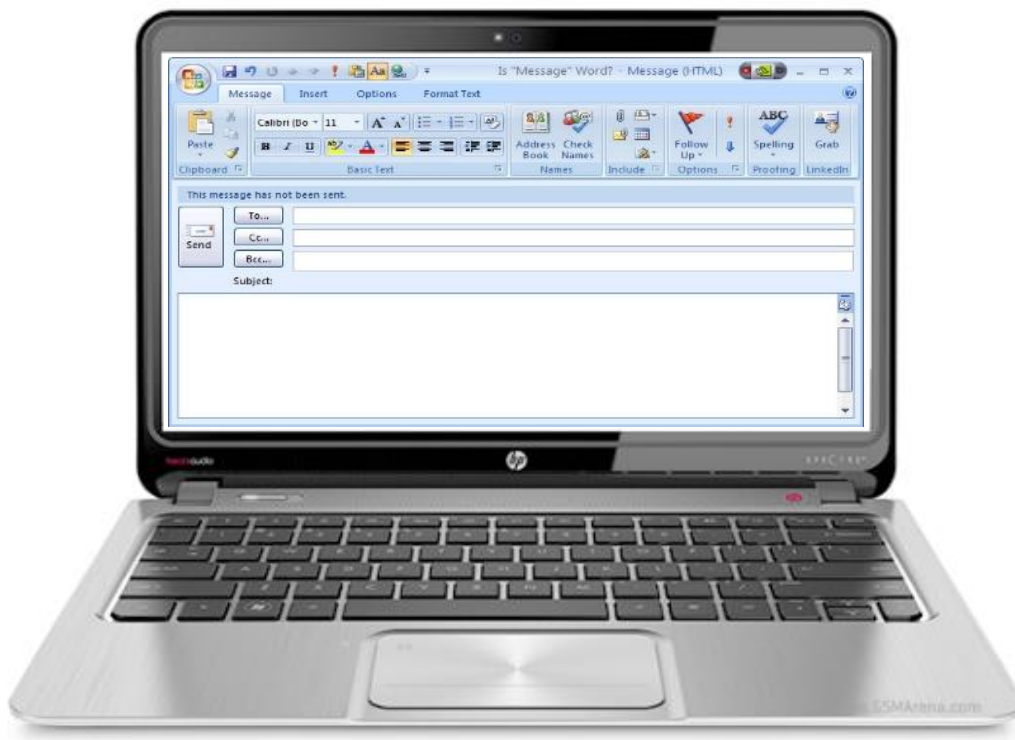 Is "Message" Word? - Message (HTML)
Message Insert Options Format Text
Calibri (Bo 11
Paste
B I U
Address Book
Check Names
Follow Up
ABC
Spelling
Grab
Clipboard Basic Text Names Include Options Proofing LinkedIn
This message has not been sent.
To...
Send
Cc...
Bcc...
Subject:
beatsaudio
hp
SPECTRE
GSMArena.com